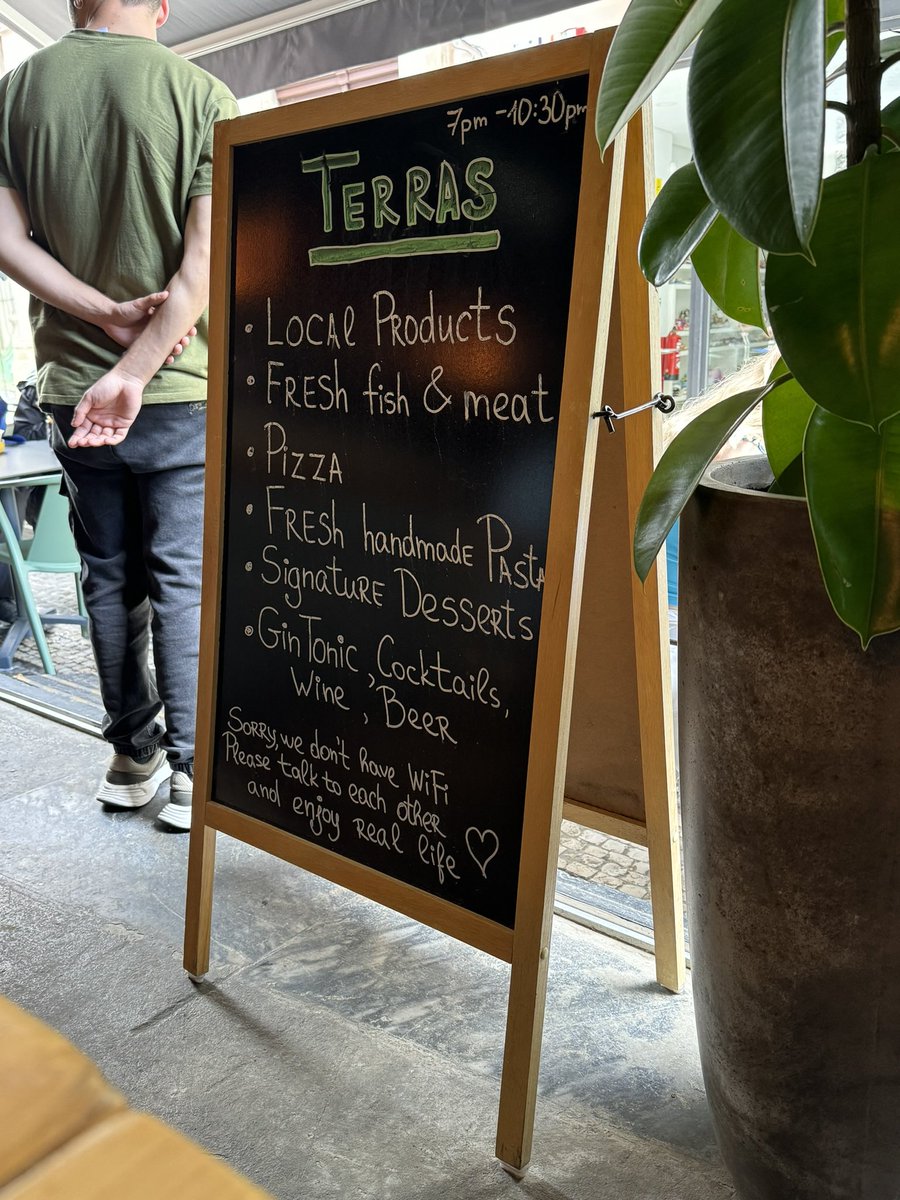 7pm - 10:30pm
TERRAS
• LOCAL PRODUCTS
• FRESH fish & meat
• PIZZA
• FRESH handmade PASTA
• SiGNATURE DESSERTS
• Gin Tonic, Cocktails,
Wine, BEER
SORRY, we don't have WiFi
Please talk to each other
and enjoy REAL life ♡